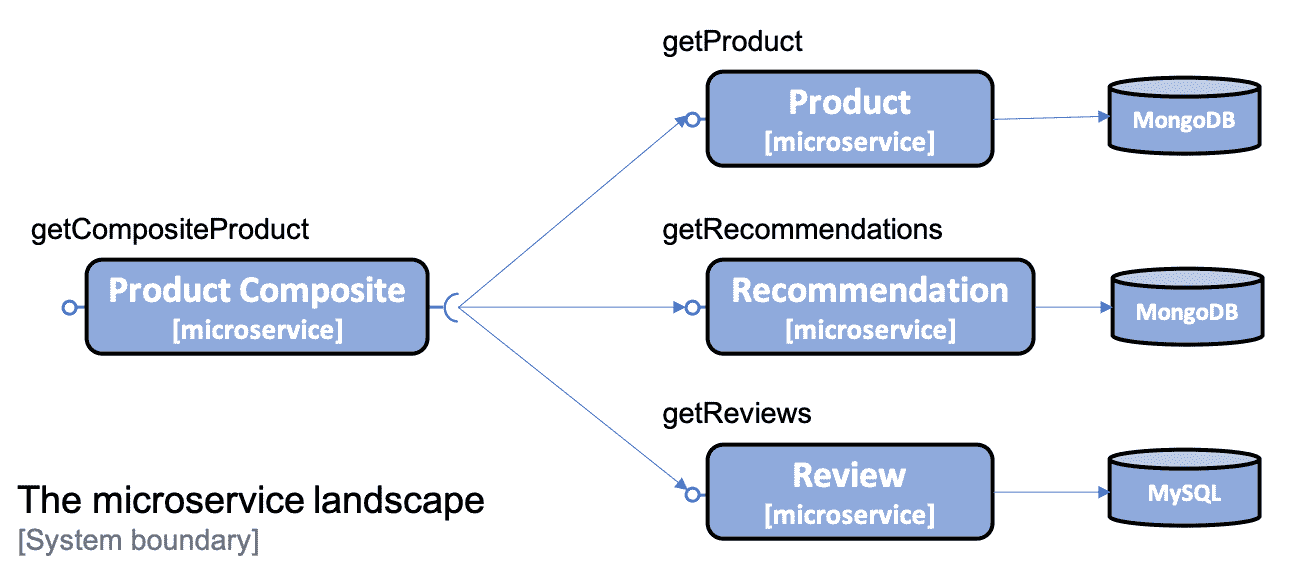 getProduct
Product
[microservice]
MongoDB
getCompositeProduct
Product Composite
[microservice]
getRecommendations
Recommendation
[microservice]
MongoDB
getReviews
Review
[microservice]
MySQL
The microservice landscape
[System boundary]